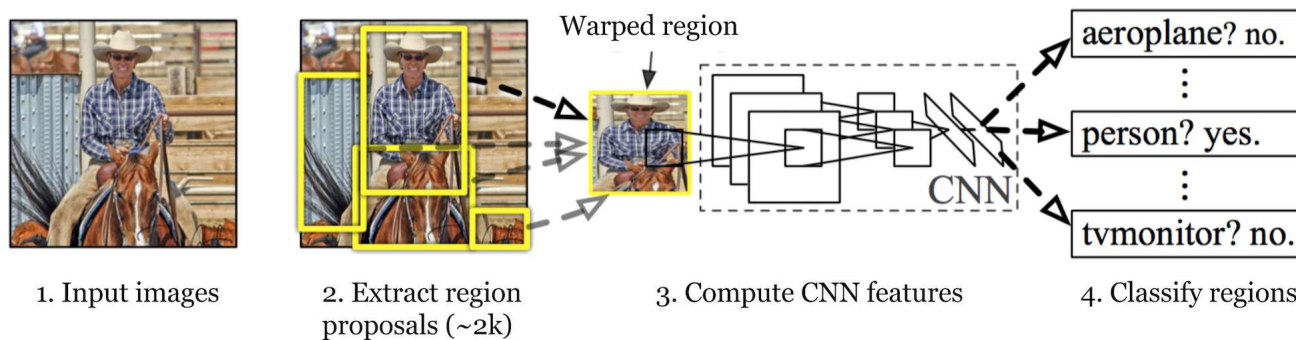 Warped region
aeroplane? no.
⋮
person? yes.
⋮
tvmonitor? no.
CNN
1. Input images
2. Extract region
proposals (~2k)
3. Compute CNN features
4. Classify regions